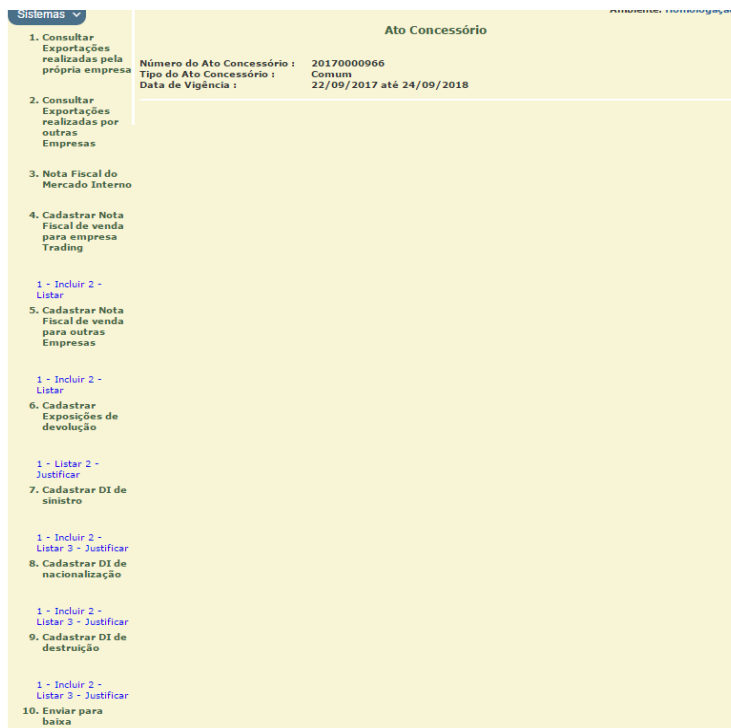 Sistemas
Ambiente: Homologação
Ato Concessório
Número do Ato Concessório : 20170000966
Tipo do Ato Concessório : Comum
Data de Vigência : 22/09/2017 até 24/09/2018
1. Consultar
Exportações
realizadas pela
própria empresa
2. Consultar
Exportações
realizadas por
outras
Empresas
3. Nota Fiscal do
Mercado Interno
4. Cadastrar Nota
Fiscal de venda
para empresa
Trading
1 - Incluir 2 -
Listar
5. Cadastrar Nota
Fiscal de venda
para outras
Empresas
1 - Incluir 2 -
Listar
6. Cadastrar
Exposições de
devolução
1 - Listar 2 -
Justificar
7. Cadastrar DI de
sinistro
1 - Incluir 2 -
Listar 3 - Justificar
8. Cadastrar DI de
nacionalização
1 - Incluir 2 -
Listar 3 - Justificar
9. Cadastrar DI de
destruição
1 - Incluir 2 -
Listar 3 - Justificar
10. Enviar para
baixa